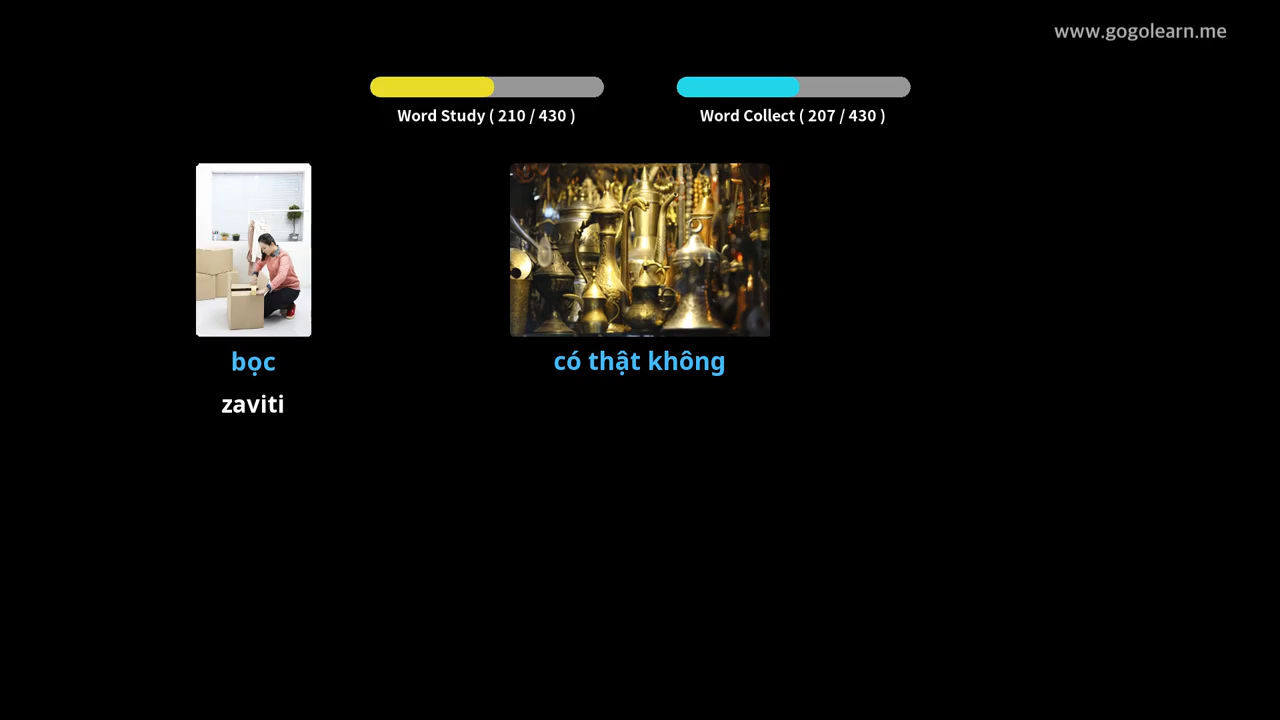 www.gogolearn.me
Word Study ( 210 / 430 )
Word Collect ( 207 / 430 )
bọc
có thật không
zaviti